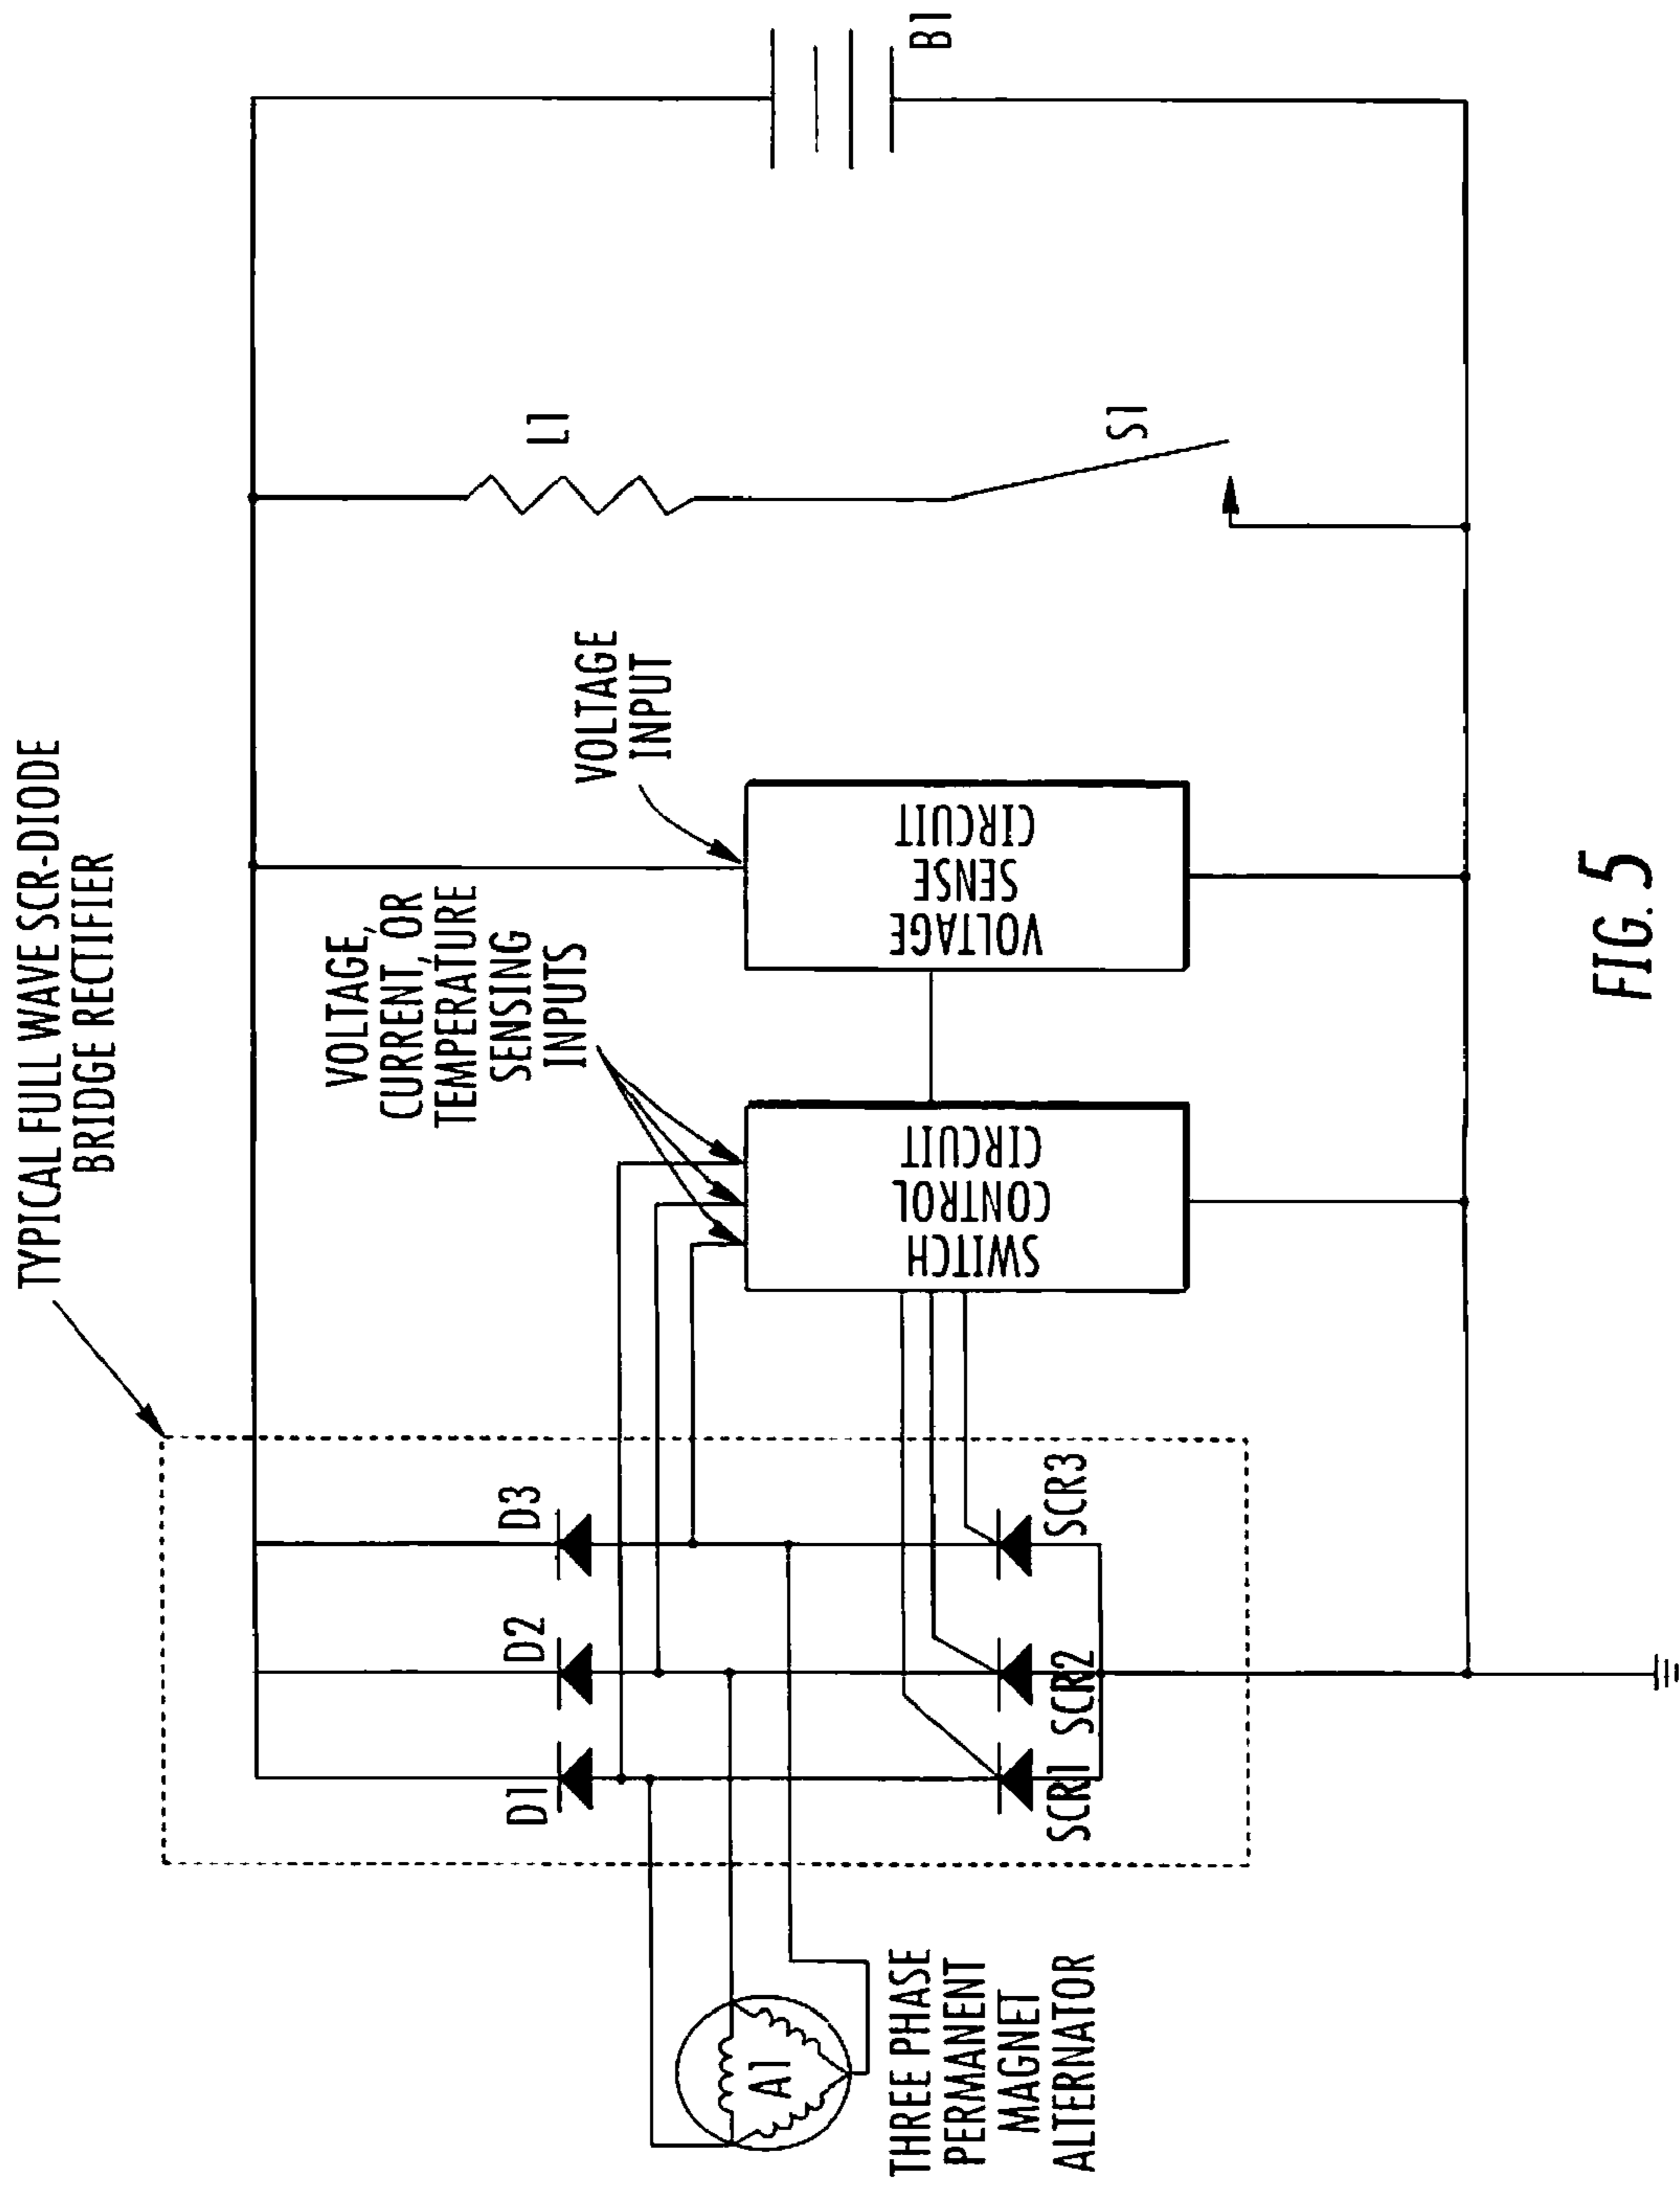 TYPICAL FULL WAVE SCR-DIODE
BRIDGE RECTIFIER
VOLTAGE,
CURRENT, OR
TEMPERATURE
SENSING
INPUTS
VOLTAGE
INPUT
D1
D2
D3
L1
B1
A1
S1
SWITCH
CONTROL
CIRCUIT
VOLTAGE
SENSE
CIRCUIT
SCR1
SCR2
SCR3
THREE PHASE
PERMANENT
MAGNET
ALTERNATOR
FIG. 5